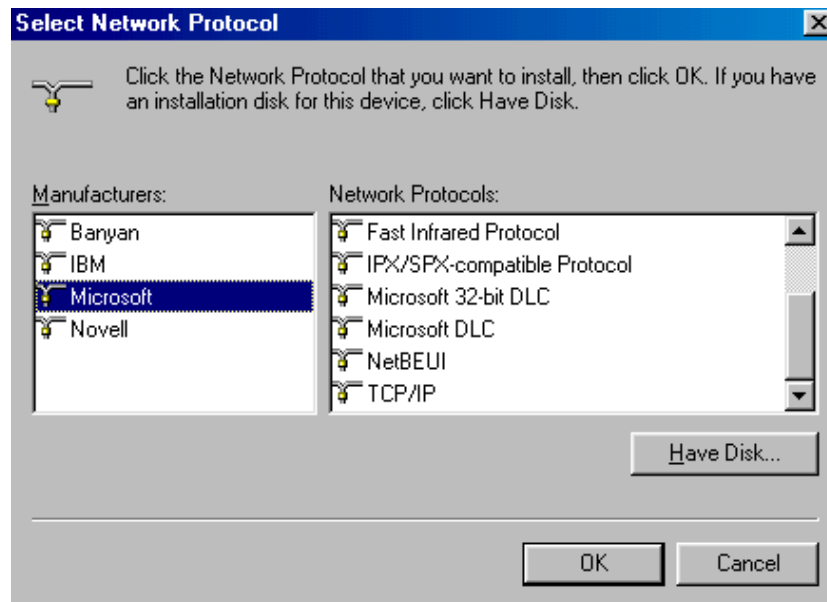 Select Network Protocol
Click the Network Protocol that you want to install, then click OK. If you have
an installation disk for this device, click Have Disk.
Manufacturers:
Banyan
IBM
Microsoft
Novell
Network Protocols:
Fast Infrared Protocol
IPX/SPX-compatible Protocol
Microsoft 32-bit DLC
Microsoft DLC
NetBEUI
TCP/IP
Have Disk...
OK
Cancel